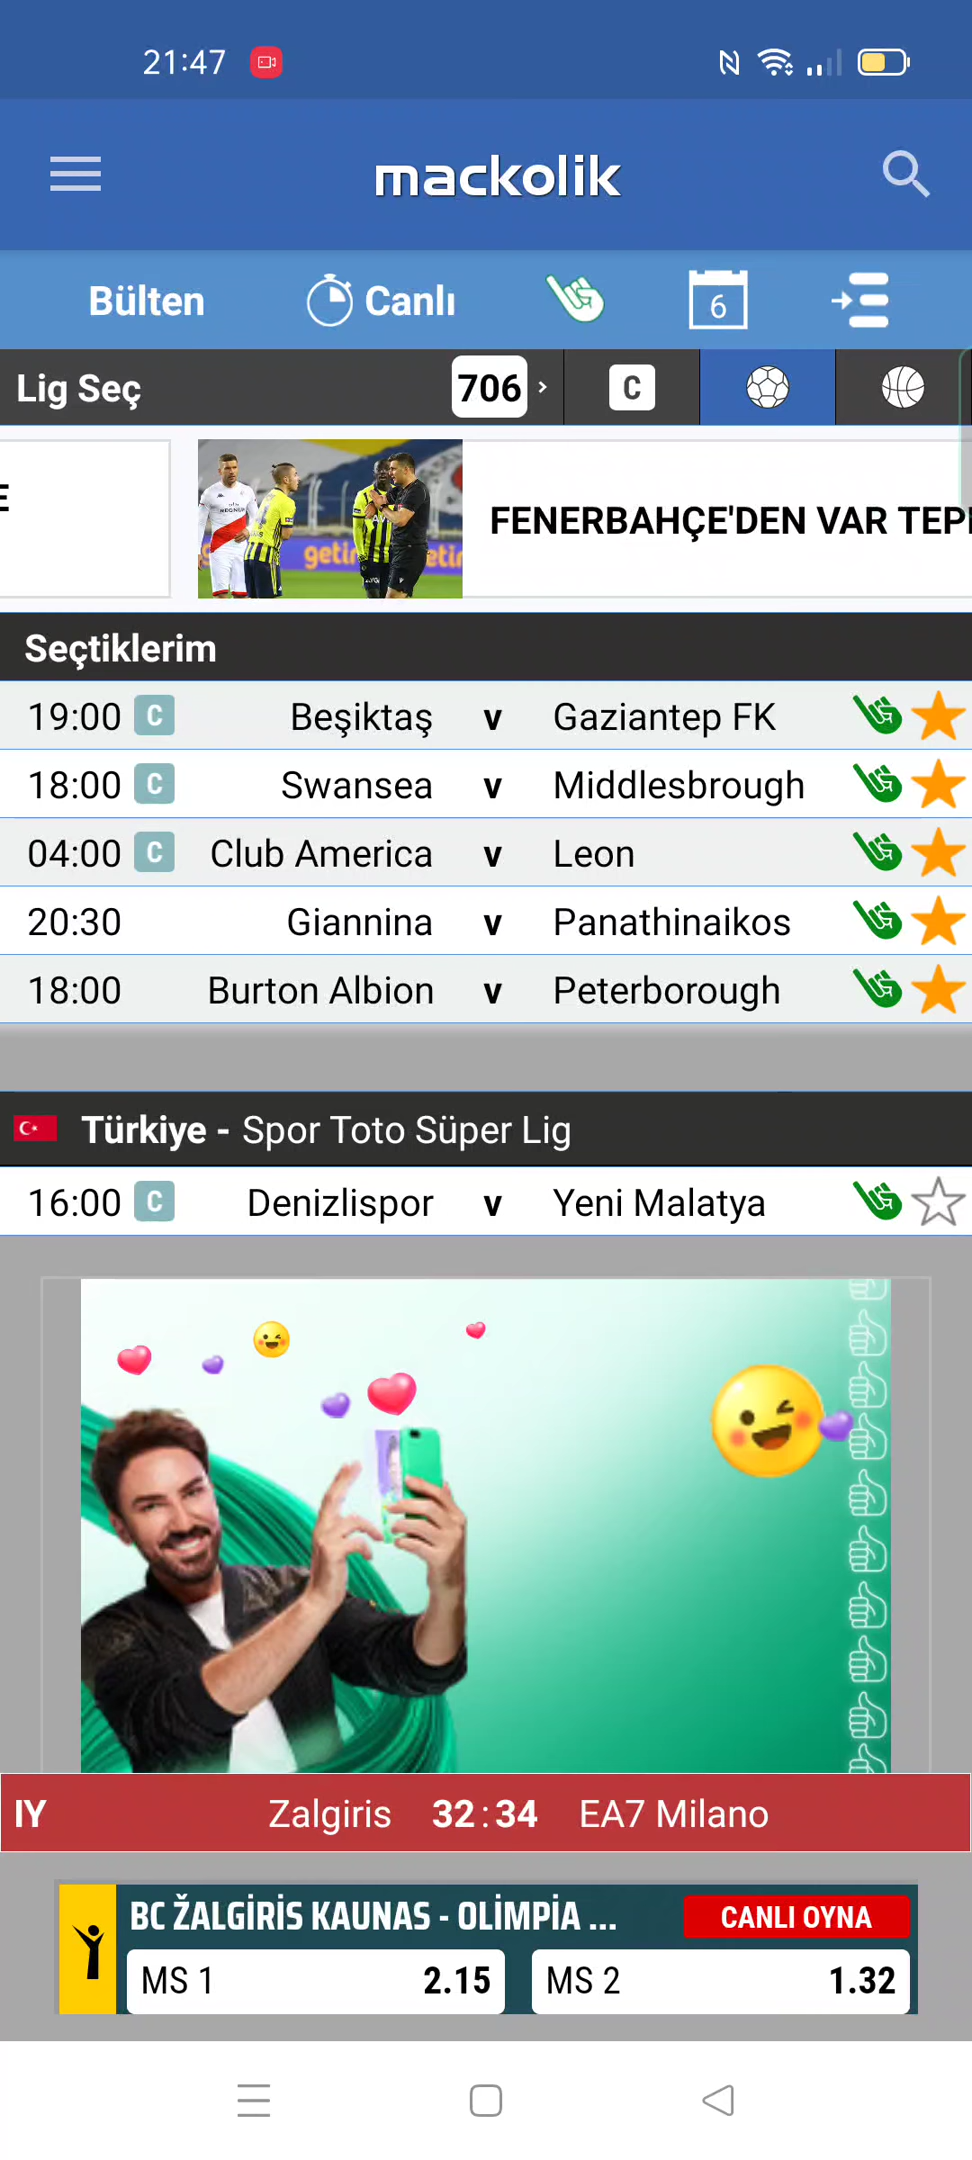 21:47
mackolik
Bülten
Canlı
6
Lig Seç
706
C
E
FENERBAHÇE'DEN VAR TEP
Seçtiklerim
19:00 C Beşiktaş v Gaziantep FK
18:00 C Swansea v Middlesbrough
04:00 C Club America v Leon
20:30 Giannina v Panathinaikos
18:00 Burton Albion v Peterborough
Türkiye - Spor Toto Süper Lig
16:00 C Denizlispor v Yeni Malatya
IY Zalgiris 32 : 34 EA7 Milano
BC ŽALGİRİS KAUNAS - OLİMPİA ...
CANLI OYNA
MS 1 2.15
MS 2 1.32